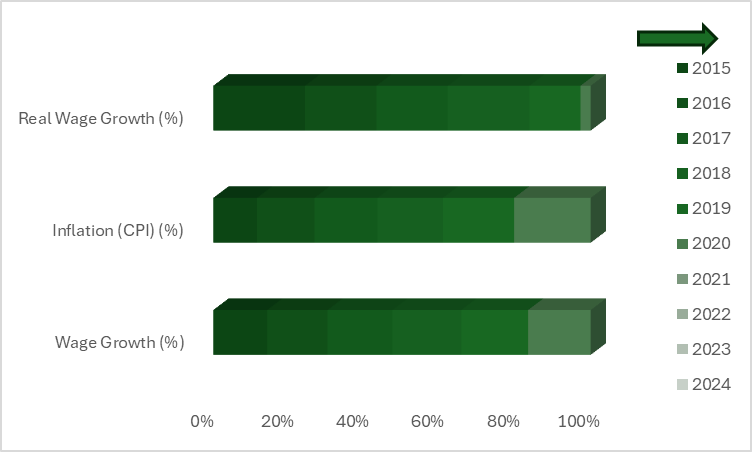 2015
Real Wage Growth (%)
2016
2017
2018
2019
Inflation (CPI) (%)
2020
2021
2022
Wage Growth (%)
2023
2024
0% 20% 40% 60% 80% 100%